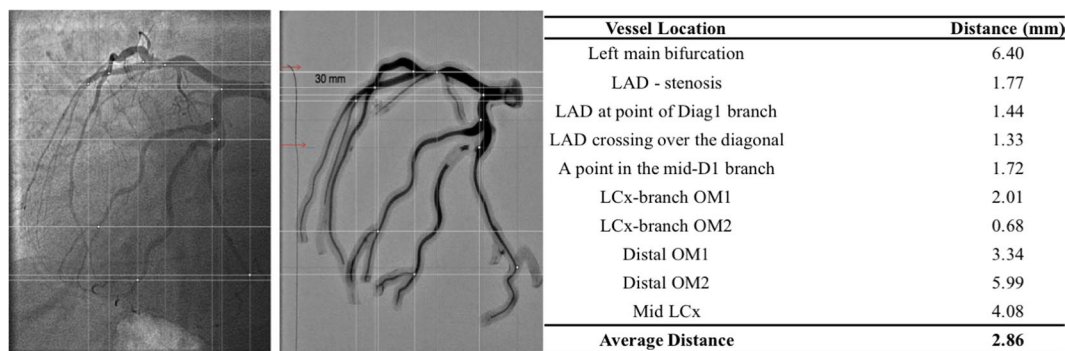 30 mm
Vessel Location Distance (mm)
Left main bifurcation 6.40
LAD - stenosis 1.77
LAD at point of Diag1 branch 1.44
LAD crossing over the diagonal 1.33
A point in the mid-D1 branch 1.72
LCx-branch OM1 2.01
LCx-branch OM2 0.68
Distal OM1 3.34
Distal OM2 5.99
Mid LCx 4.08
Average Distance 2.86